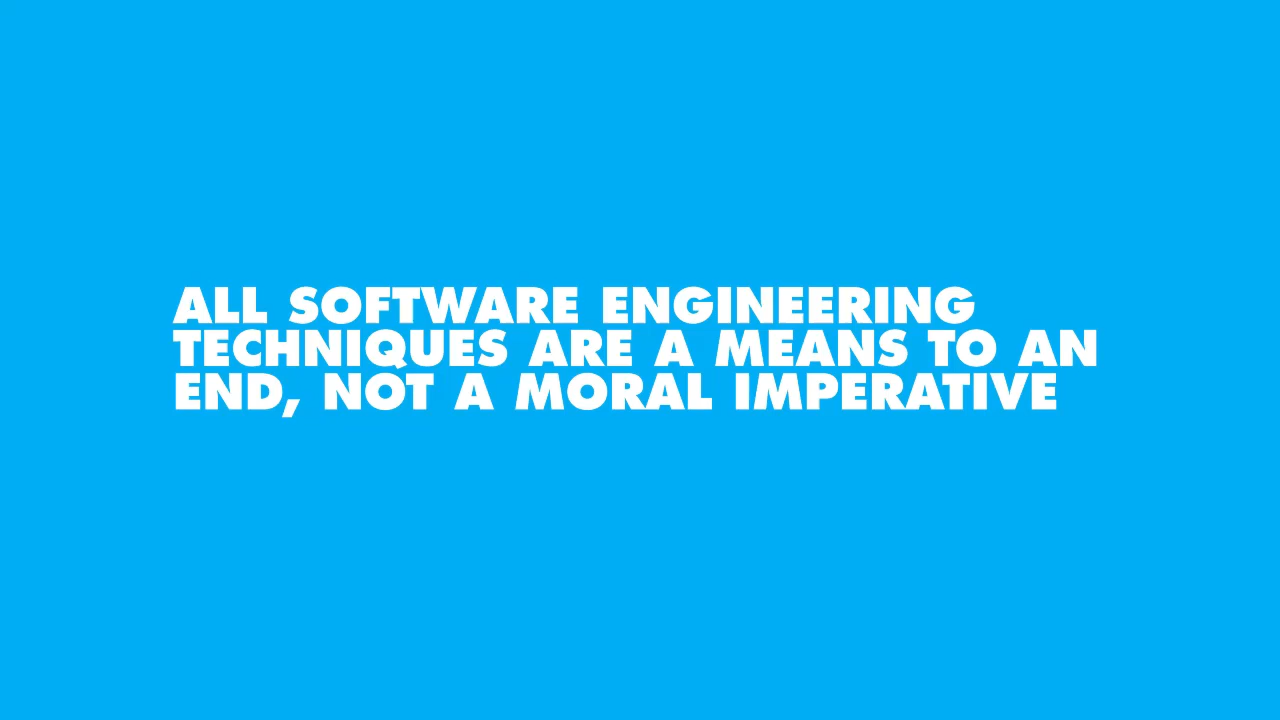 ALL SOFTWARE ENGINEERING
TECHNIQUES ARE A MEANS TO AN
END, NOT A MORAL IMPERATIVE